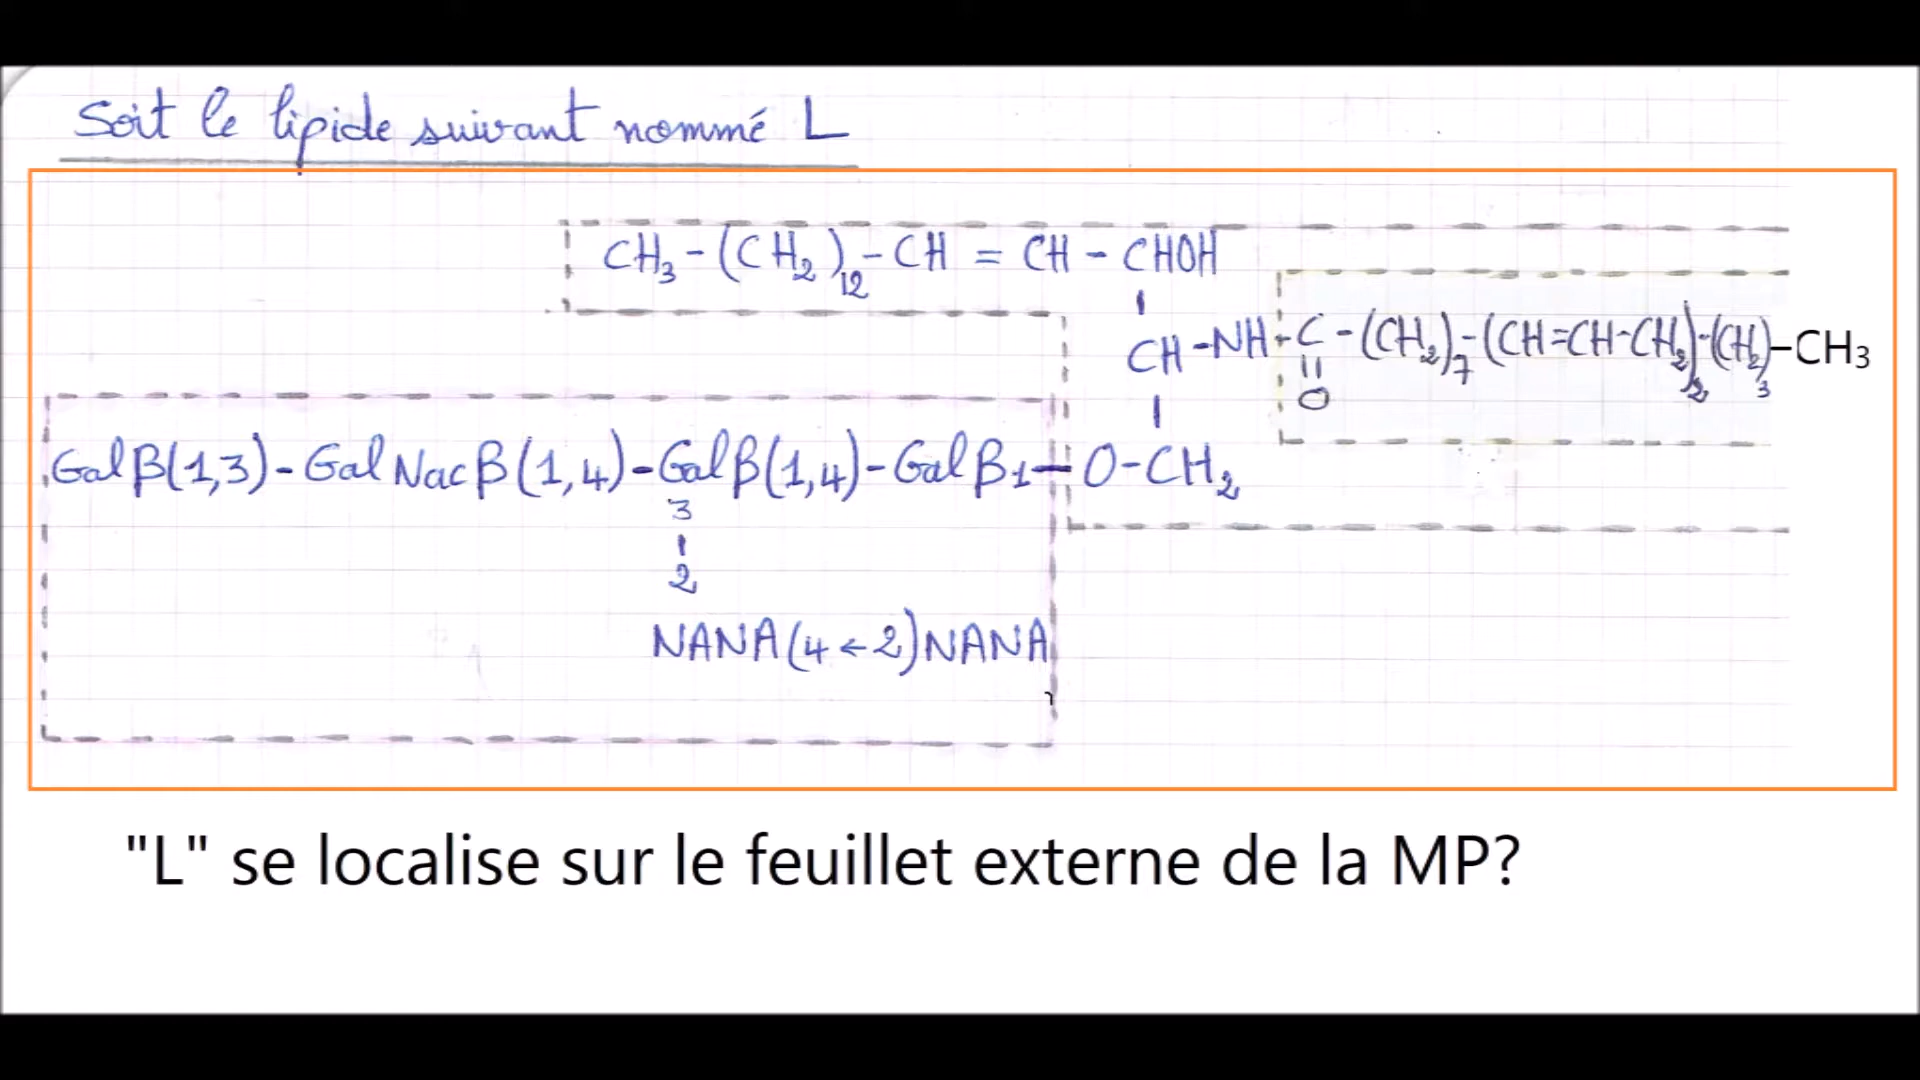 Soit le lipide suivant nommé L
CH₃-(CH₂)₁₂-CH = CH - CHOH
CH-NH-C-(CH₂)₇-(CH=CH-CH₂)₂-(CH₂)₃-CH₃
O
Galβ(1,3)-GalNacβ(1,4)-Galβ(1,4)-Galβ1-O-CH₂
3
2
NANA(4←2)NANA
"L" se localise sur le feuillet externe de la MP?